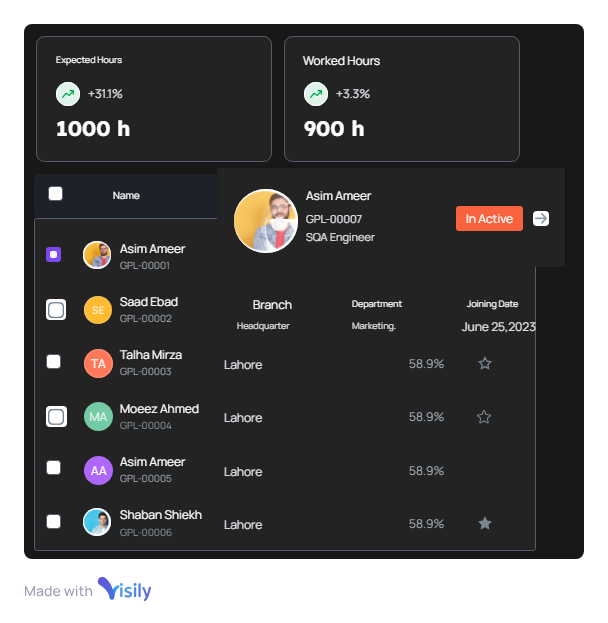 Expected Hours
+31.1%
1000 h
Worked Hours
+3.3%
900 h
Name
Asim Ameer
GPL-00007
SQA Engineer
In Active
Asim Ameer
GPL-00001
SE
Saad Ebad
GPL-00002
Branch
Department
Joining Date
Headquarter
Marketing.
June 25,2023
TA
Talha Mirza
GPL-00003
Lahore
58.9%
MA
Moeez Ahmed
GPL-00004
Lahore
58.9%
AA
Asim Ameer
GPL-00005
Lahore
58.9%
Shaban Shiekh
GPL-00006
Lahore
58.9%
Made with Visily